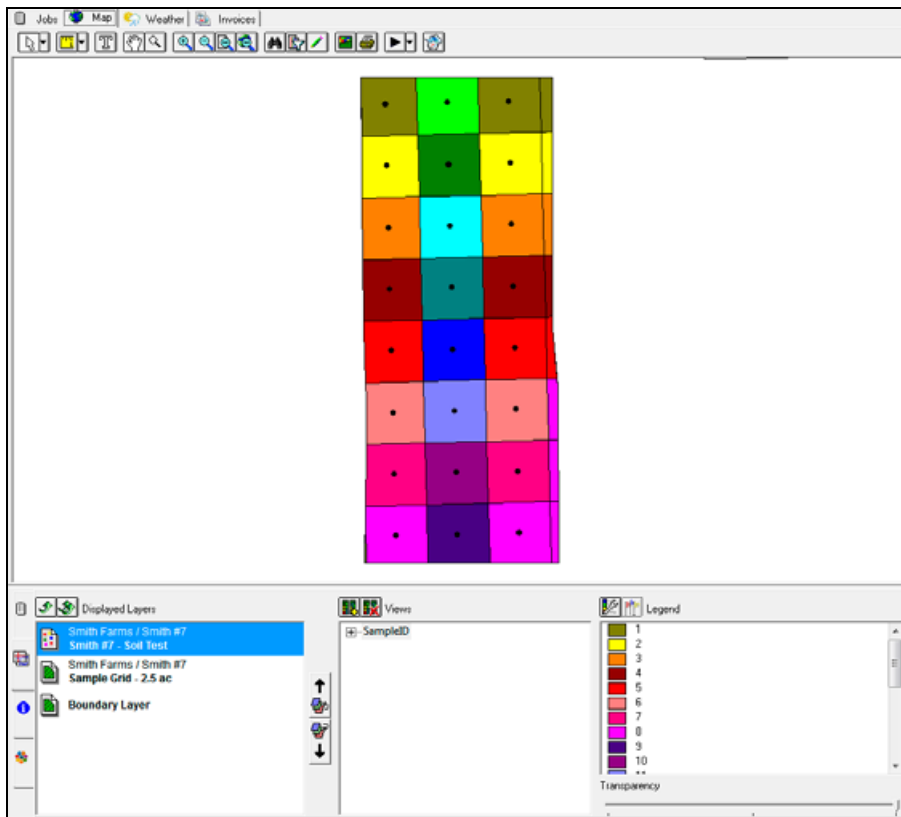 Jobs Map Weather Invoices
T
Displayed Layers
Smith Farms / Smith #7
Smith #7 - Soil Test
Smith Farms / Smith #7
Sample Grid - 2.5 ac
Boundary Layer
Views
SampleID
Legend
1
2
3
4
5
6
7
8
9
10
11
Transparency